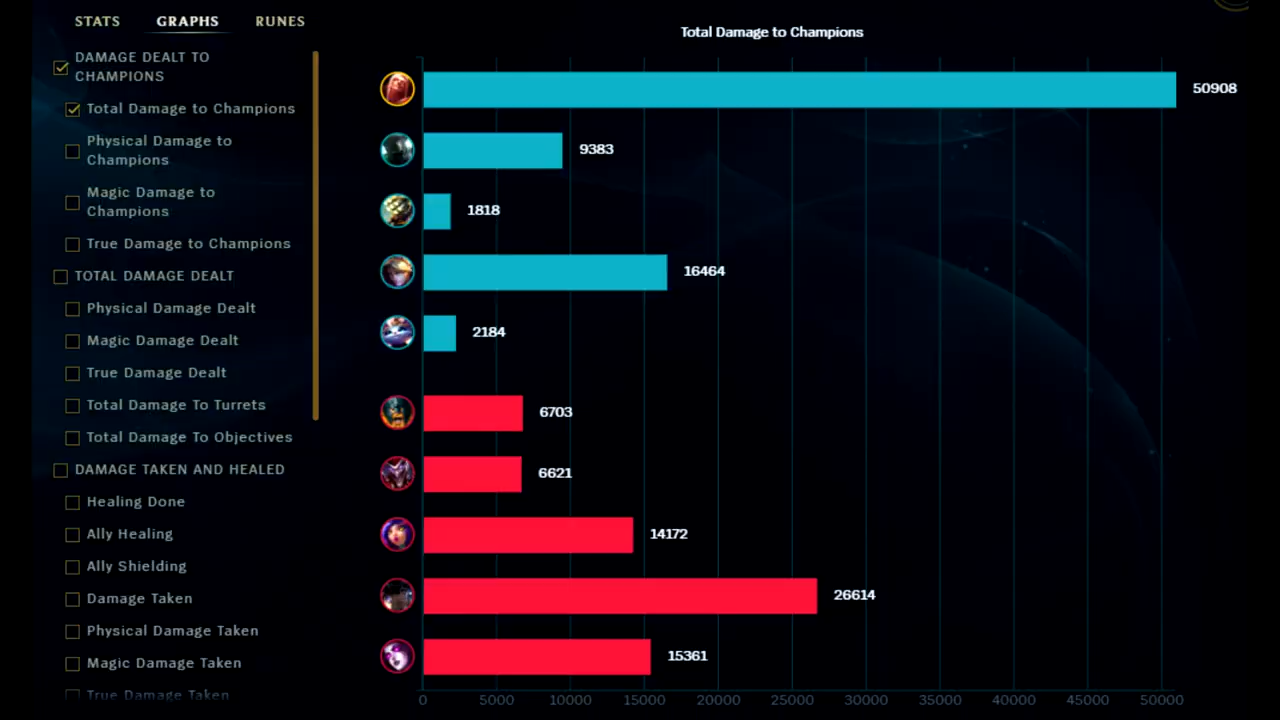 STATS GRAPHS RUNES
DAMAGE DEALT TO
CHAMPIONS
Total Damage to Champions
Physical Damage to
Champions
Magic Damage to
Champions
True Damage to Champions
TOTAL DAMAGE DEALT
Physical Damage Dealt
Magic Damage Dealt
True Damage Dealt
Total Damage To Turrets
Total Damage To Objectives
DAMAGE TAKEN AND HEALED
Healing Done
Ally Healing
Ally Shielding
Damage Taken
Physical Damage Taken
Magic Damage Taken
True Damage Taken
Total Damage to Champions
50908
9383
1818
16464
2184
6703
6621
14172
26614
15361
0 5000 10000 15000 20000 25000 30000 35000 40000 45000 50000